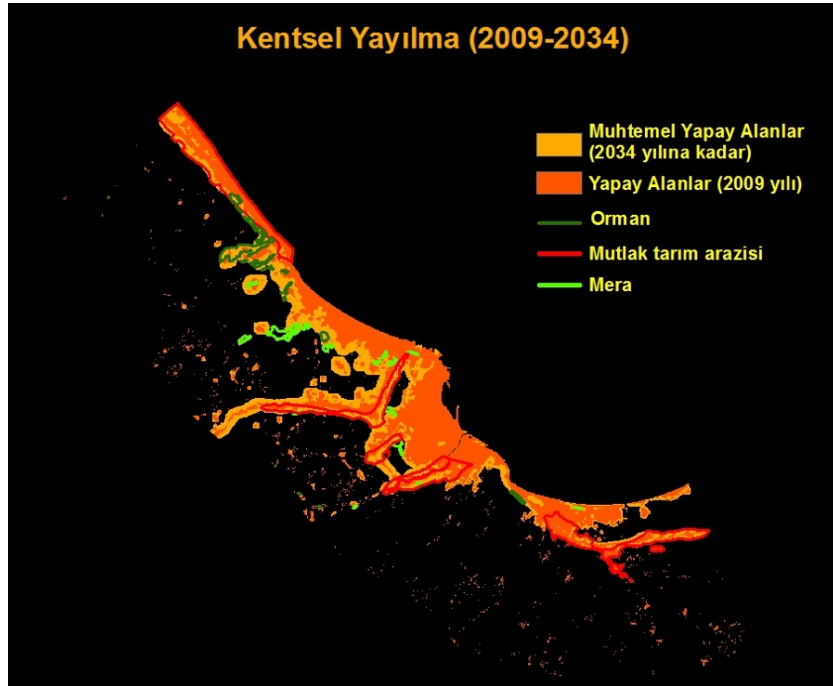 Kentsel Yayılma (2009-2034)
Muhtemel Yapay Alanlar
(2034 yılına kadar)
Yapay Alanlar (2009 yılı)
Orman
Mutlak tarım arazisi
Mera